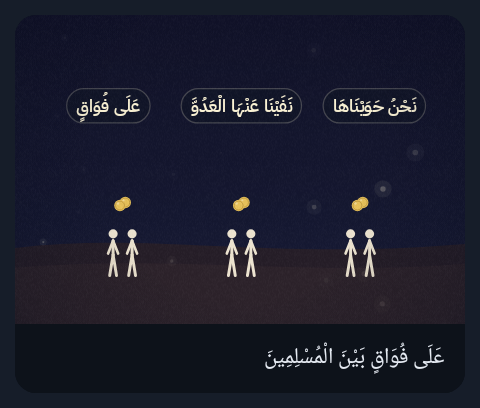 نَحْنُ حَوَيْنَاهَا
نَفَيْنَا عَنْهَا الْعَدُوَّ
عَلَى فُوَاقٍ
عَلَى فُوَاقٍ بَيْنَ الْمُسْلِمِينَ